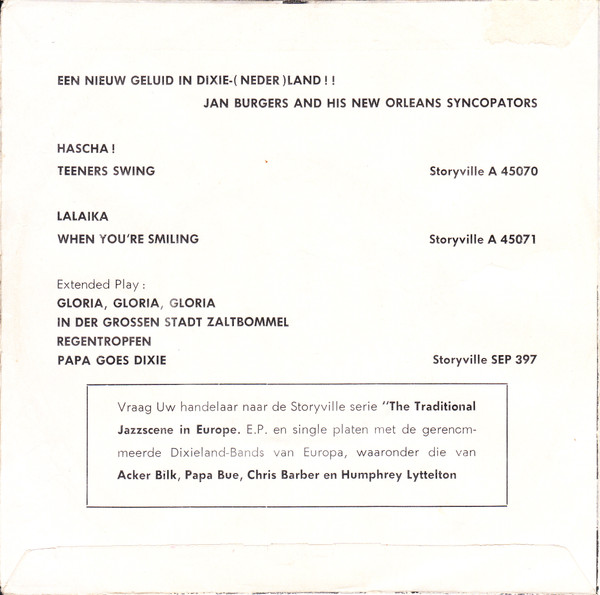 EEN NIEUW GELUID IN DIXIE-(NEDER)LAND!!
JAN BURGERS AND HIS NEW ORLEANS SYNCOPATORS
HASCHA!
TEENERS SWING Storyville A 45070
LALAIKA
WHEN YOU'RE SMILING Storyville A 45071
Extended Play:
GLORIA, GLORIA, GLORIA
IN DER GROSSEN STADT ZALTBOMMEL
REGENTROPFEN
PAPA GOES DIXIE Storyville SEP 397
Vraag Uw handelaar naar de Storyville serie "The Traditional
Jazzscene in Europe. E.P. en single platen met de gerenom-
meerde Dixieland-Bands van Europa, waaronder die van
Acker Bilk, Papa Bue, Chris Barber en Humphrey Lyttelton